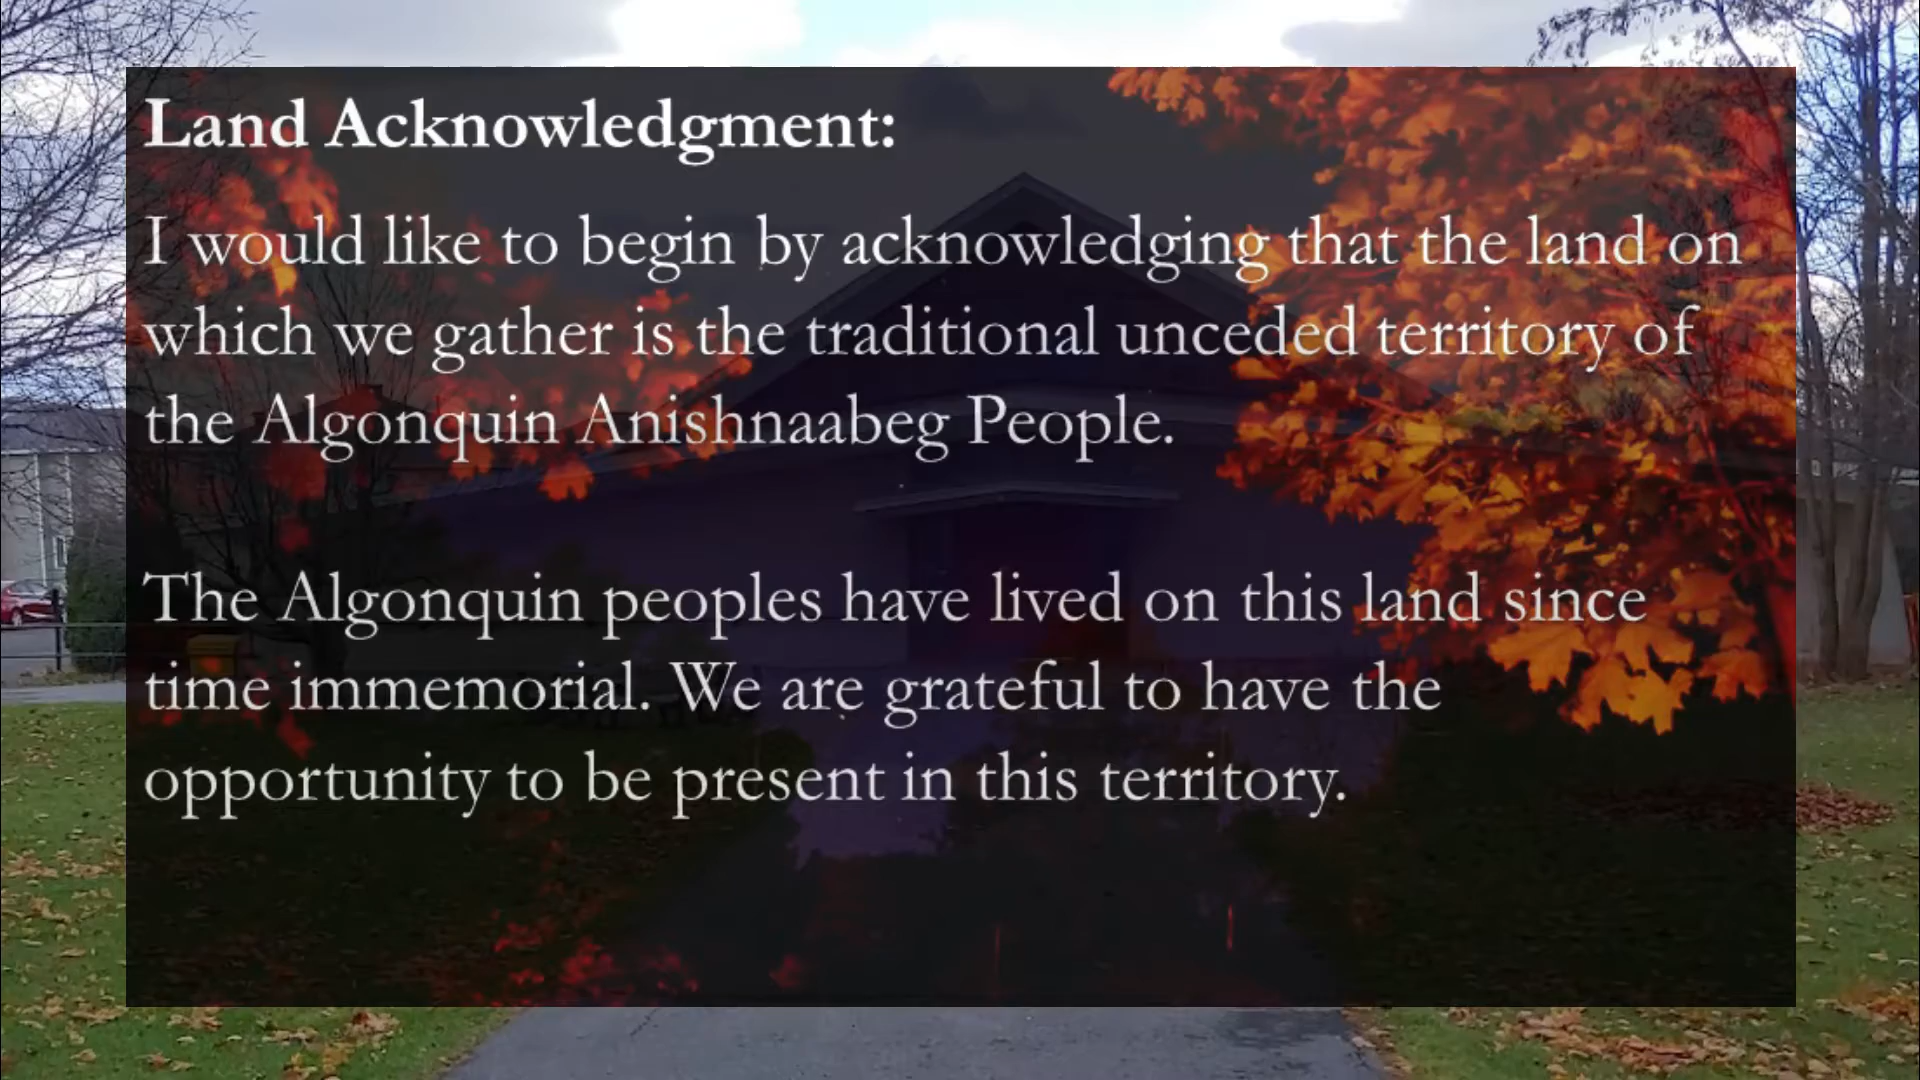 Land Acknowledgment:
I would like to begin by acknowledging that the land on
which we gather is the traditional unceded territory of
the Algonquin Anishnaabeg People.
The Algonquin peoples have lived on this land since
time immemorial. We are grateful to have the
opportunity to be present in this territory.